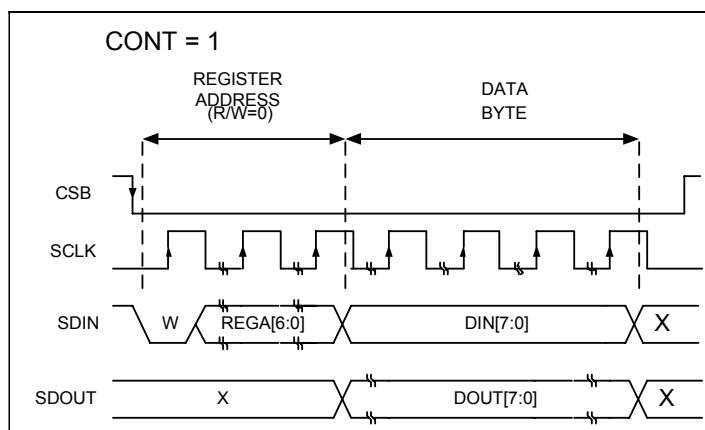 CONT = 1
REGISTER
ADDRESS
(R/W=0)
DATA
BYTE
CSB
SCLK
SDIN
W
REGA[6:0]
DIN[7:0]
X
SDOUT
X
DOUT[7:0]
X